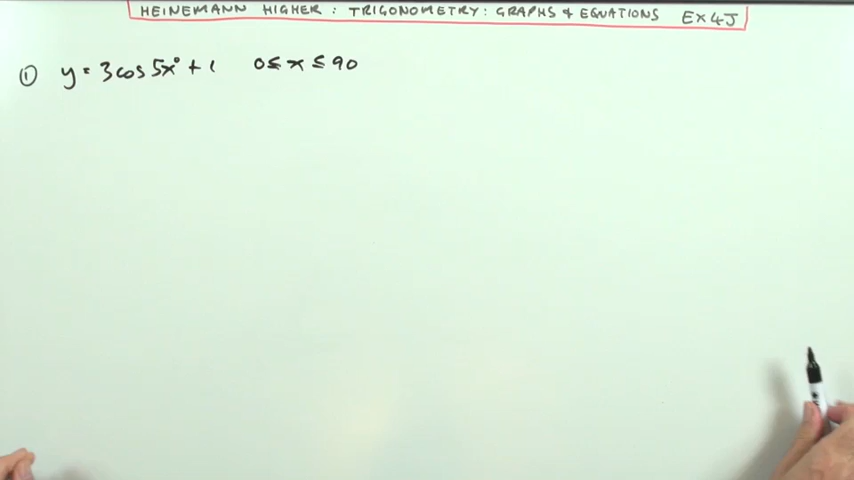 HEINEMANN HIGHER : TRIGONOMETRY : GRAPHS & EQUATIONS EX 4J
① y = 3cos 5x° + 1 0 ≤ x ≤ 90